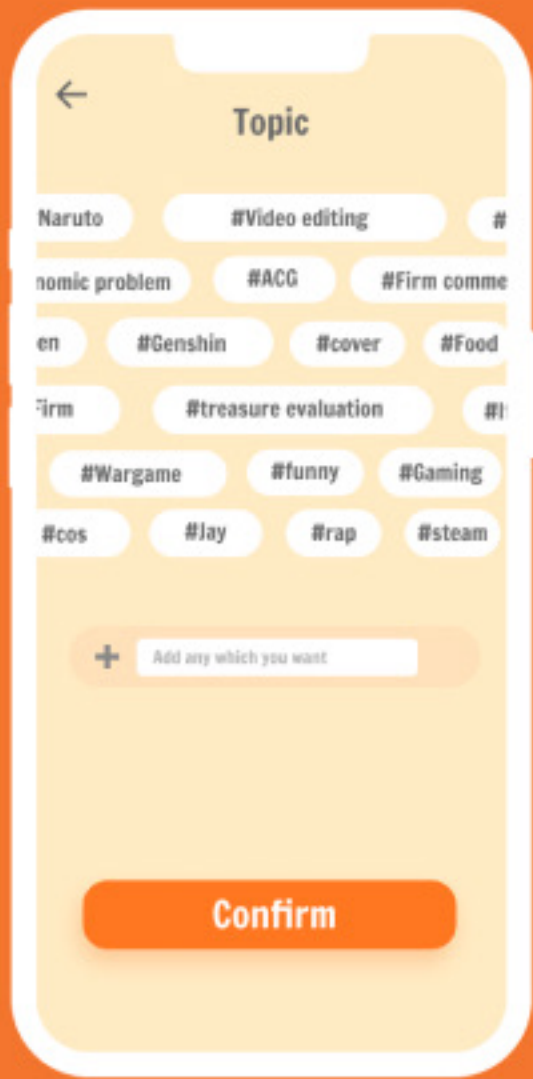 Topic
Naruto #Video editing #
nomic problem #ACG #Firm comme
en #Genshin #cover #Food
Firm #treasure evaluation
#Wargame #funny #Gaming
#cos #Jay #rap #steam
Add any which you want
Confirm